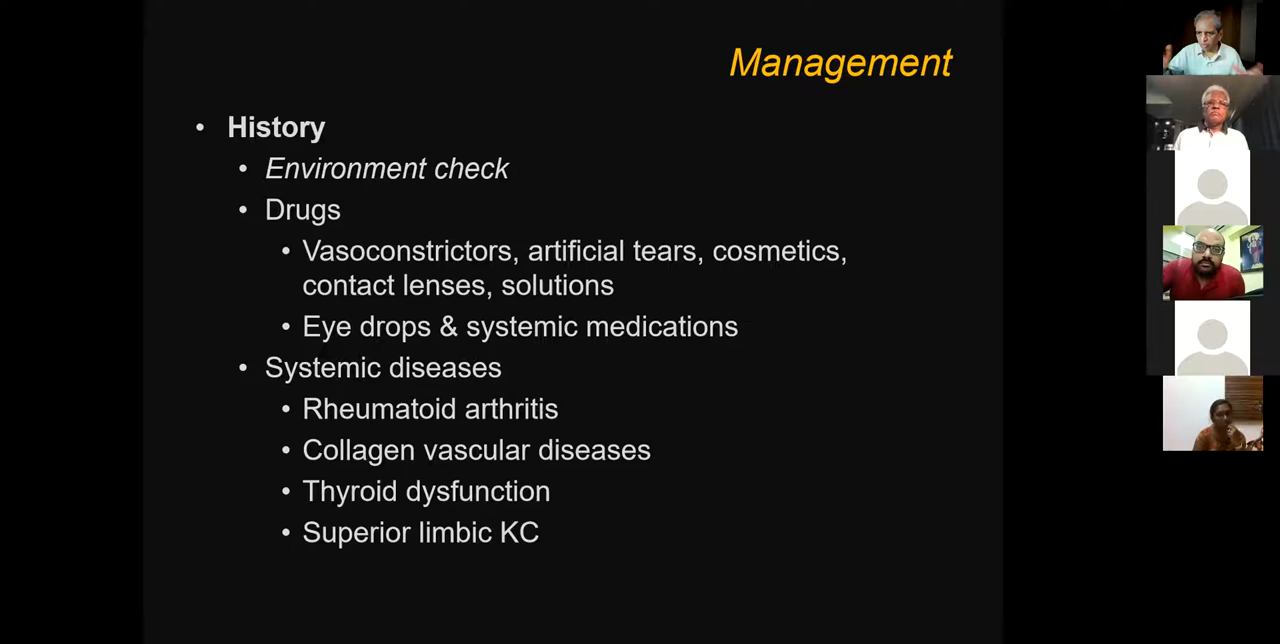 Management
• History
• Environment check
• Drugs
• Vasoconstrictors, artificial tears, cosmetics,
contact lenses, solutions
• Eye drops & systemic medications
• Systemic diseases
• Rheumatoid arthritis
• Collagen vascular diseases
• Thyroid dysfunction
• Superior limbic KC